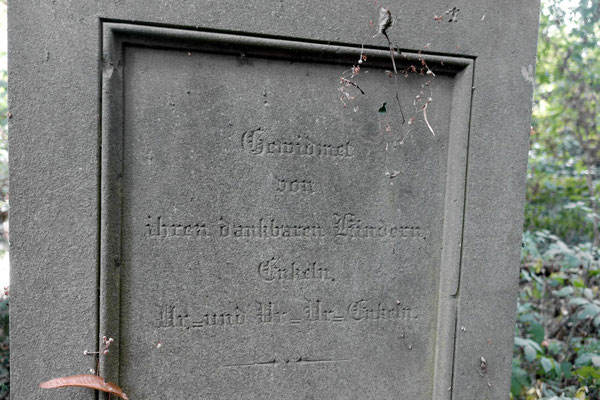 Gewidmet
von
ihren dankbaren Kindern,
Enkeln,
Ur=und Ur=Ur=Enkeln.